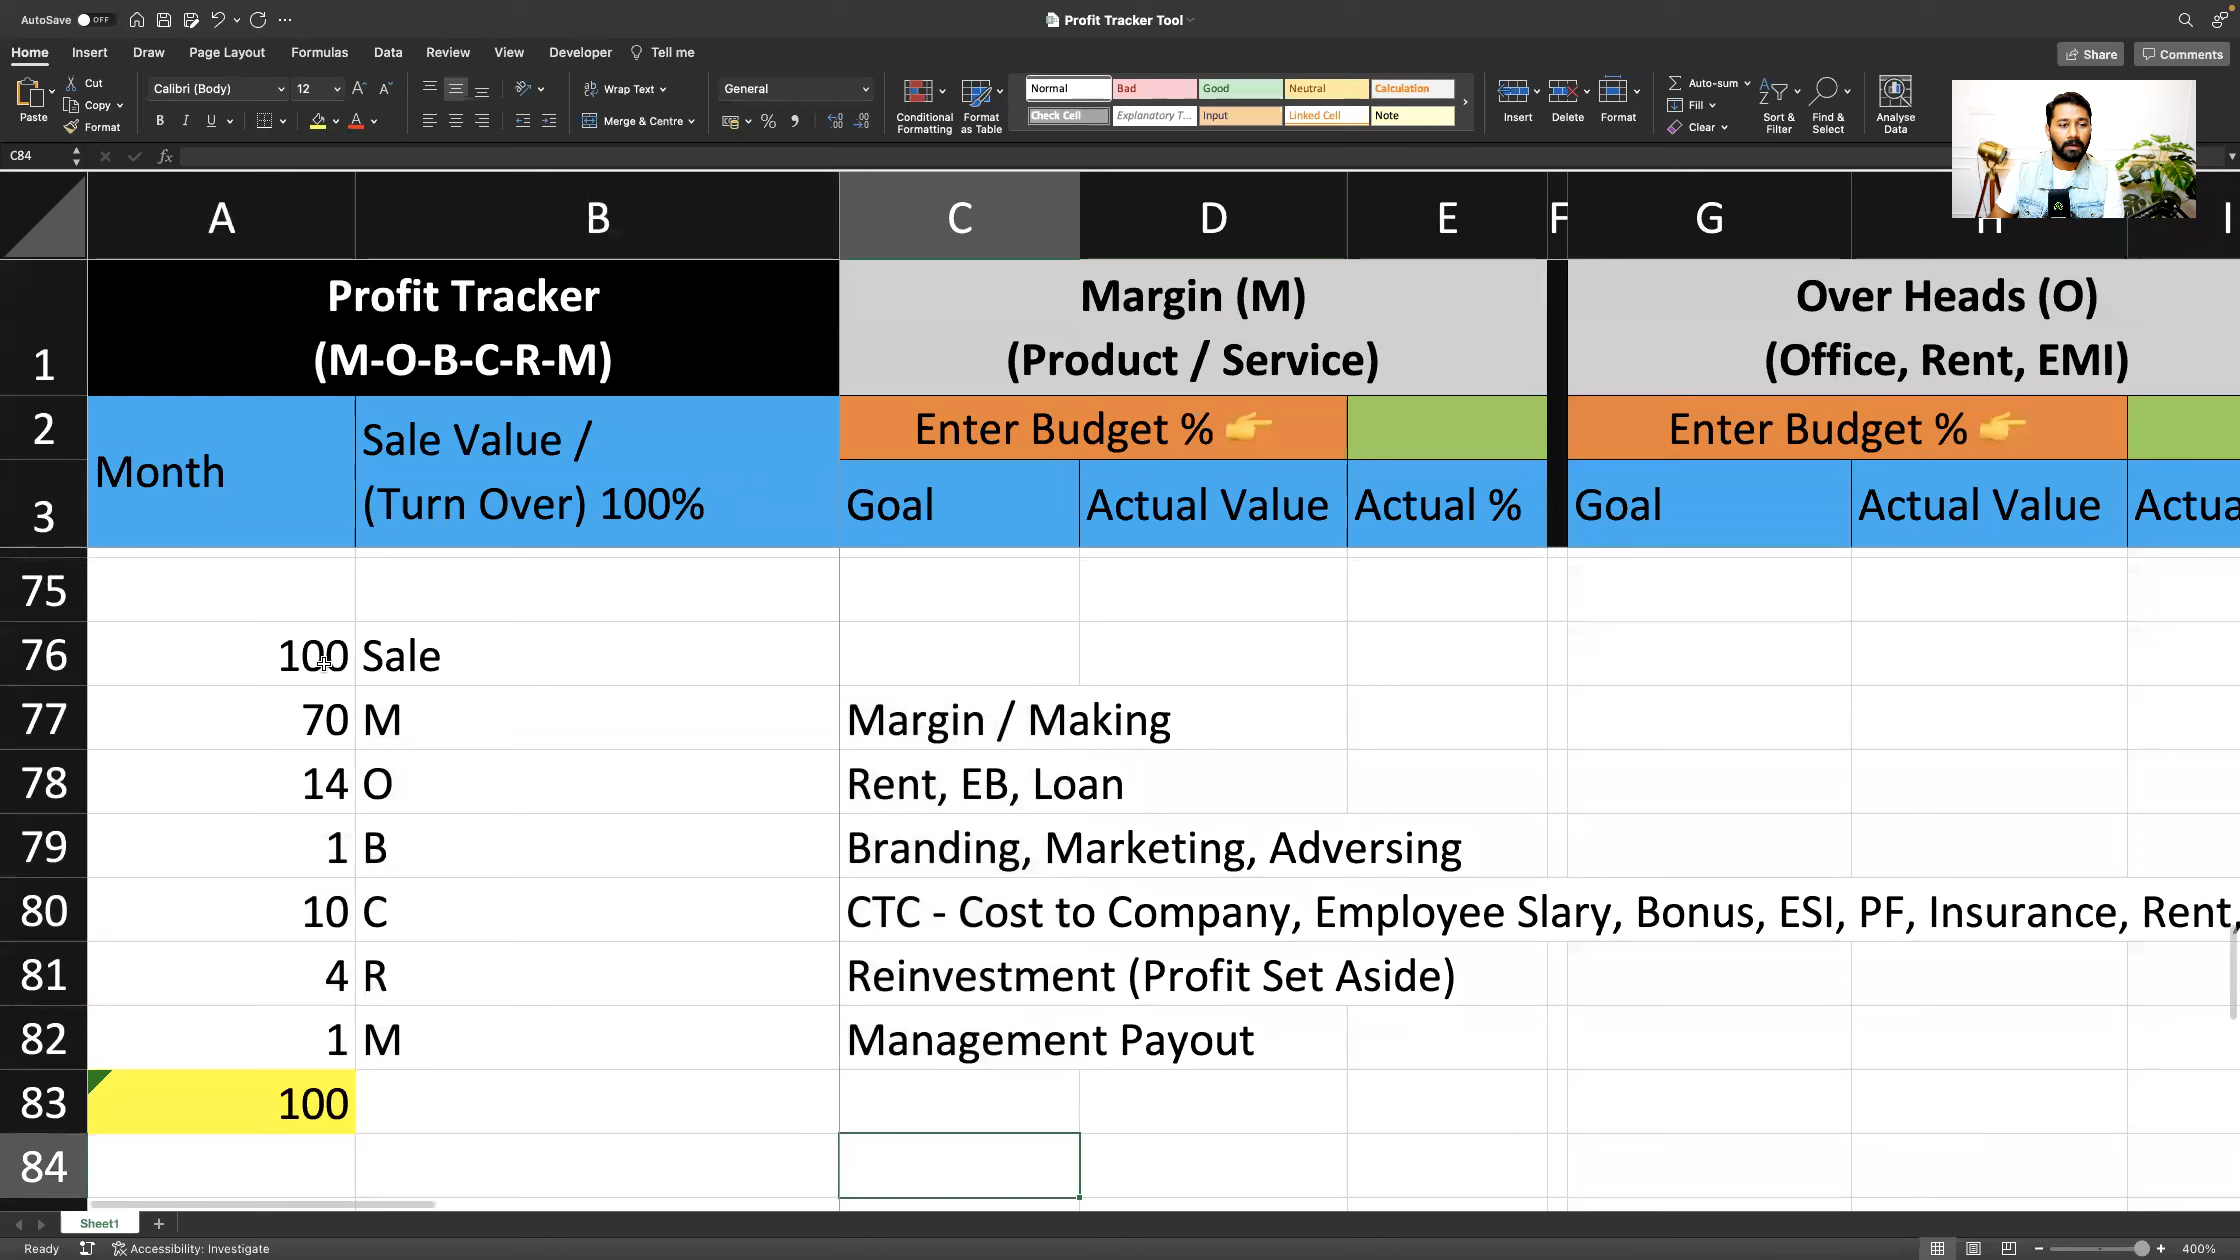 AutoSave OFF
Profit Tracker Tool
Home Insert Draw Page Layout Formulas Data Review View Developer Tell me
Share Comments
Paste
Cut
Copy
Format
Calibri (Body) 12
B I U
Wrap Text
Merge & Centre
General
Conditional Formatting
Format as Table
Normal Bad Good Neutral Calculation
Check Cell Explanatory T... Input Linked Cell Note
Insert Delete Format
Auto-sum
Fill
Clear
Sort & Filter
Find & Select
Analyse Data
C84
fx
A B C D E F G H I
1 Profit Tracker
(M-O-B-C-R-M)
Margin (M)
(Product / Service)
Over Heads (O)
(Office, Rent, EMI)
2 Month Sale Value /
(Turn Over) 100%
Enter Budget % 👉 Enter Budget % 👉
3 Goal Actual Value Actual % Goal Actual Value Actua
75
76 100 Sale
77 70 M Margin / Making
78 14 O Rent, EB, Loan
79 1 B Branding, Marketing, Adversing
80 10 C CTC - Cost to Company, Employee Slary, Bonus, ESI, PF, Insurance, Rent,
81 4 R Reinvestment (Profit Set Aside)
82 1 M Management Payout
83 100
84
Sheet1 +
Ready Accessibility: Investigate
400%